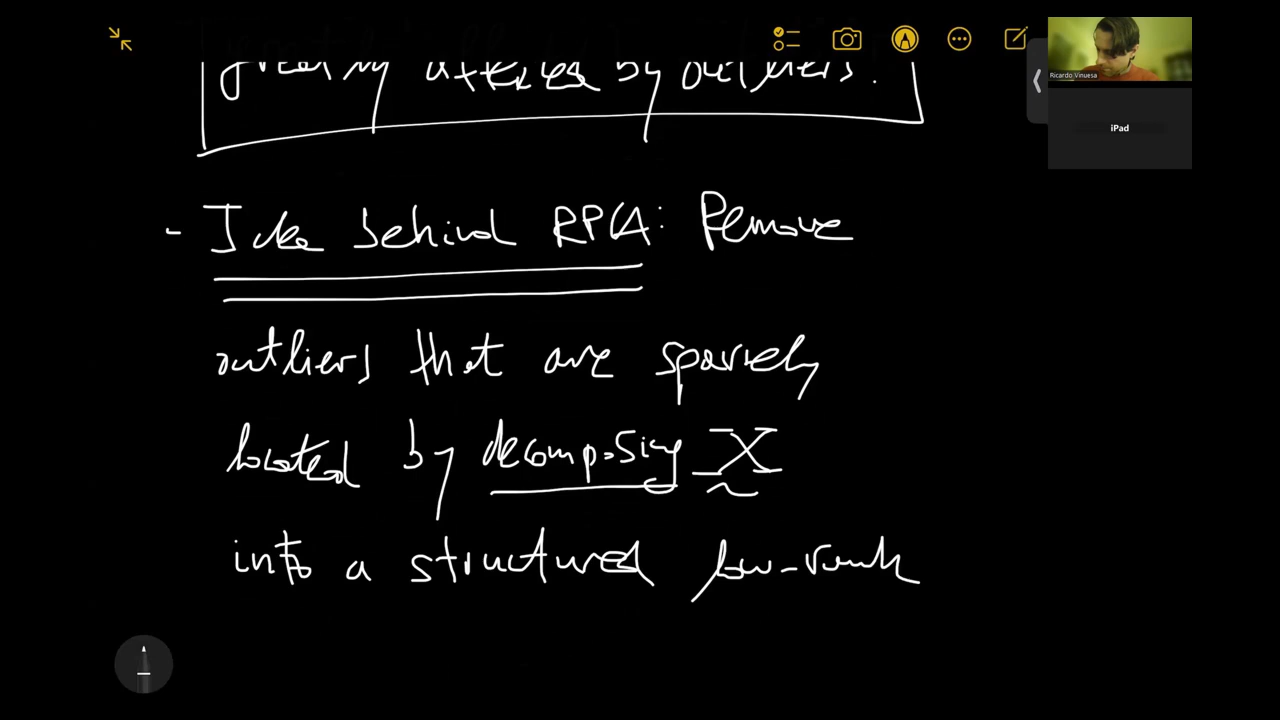 greatly affected by outliers.
- Idea behind RPCA: Remove
outliers that are sparsely
located by decomposing X
into a structured low-rank
Ricardo Vinuesa
iPad